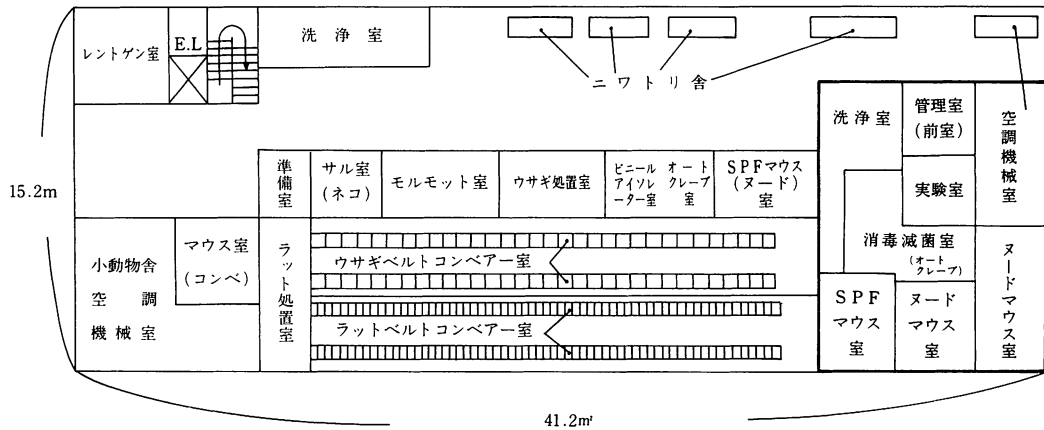 レントゲン室
E.L
洗浄室
ニワトリ舎
洗浄室
管理室
(前室)
空調機械室
実験室
消毒滅菌室
(オート
クレーブ)
SPF
マウス
室
ヌード
マウス
室
ヌードマウス室
準備室
サル室
(ネコ)
モルモット室
ウサギ処置室
ビニール
アイソレ
ーター室
オート
クレーブ
室
SPFマウス
(ヌード)
室
15.2m
小動物舎
空調
機械室
マウス室
(コンベ)
ラット処置室
ウサギベルトコンベアー室
ラットベルトコンベアー室
41.2㎡